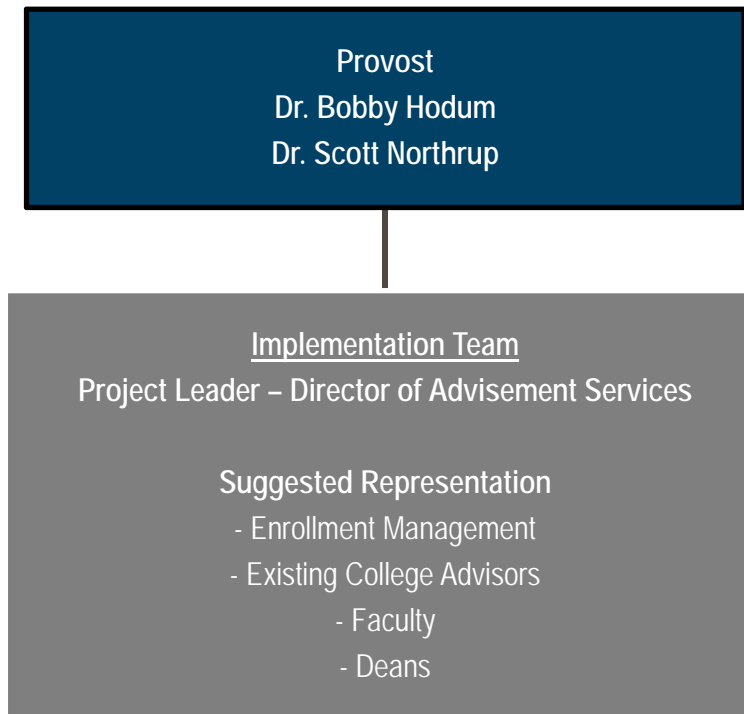 Provost
Dr. Bobby Hodum
Dr. Scott Northrup
Implementation Team
Project Leader – Director of Advisement Services
Suggested Representation
- Enrollment Management
- Existing College Advisors
- Faculty
- Deans